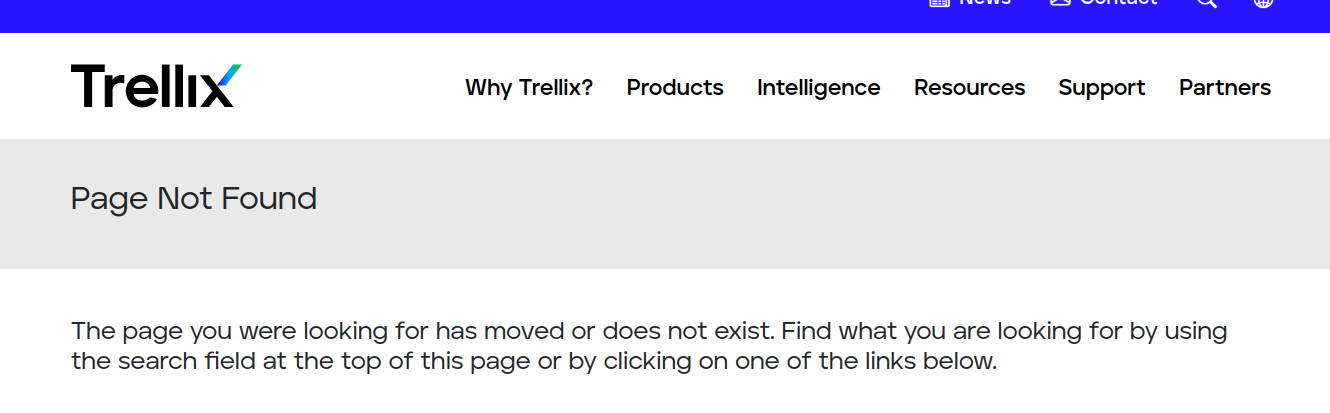 News Contact
Trellix Why Trellix? Products Intelligence Resources Support Partners
Page Not Found
The page you were looking for has moved or does not exist. Find what you are looking for by using
the search field at the top of this page or by clicking on one of the links below.